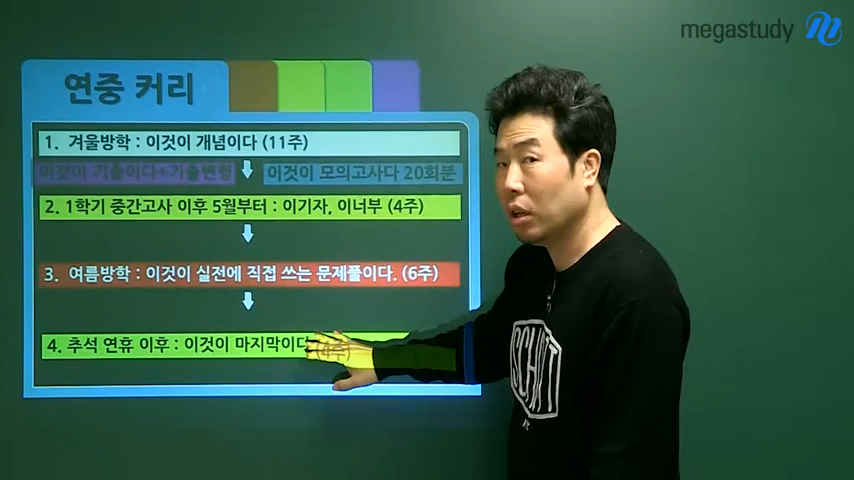 megastudy
연중 커리
1. 겨울방학 : 이것이 개념이다 (11주)
이것이 기출이다+기출변형 이것이 모의고사다 20회분
2. 1학기 중간고사 이후 5월부터 : 이기자, 이너부 (4주)
3. 여름방학 : 이것이 실전에 직접 쓰는 문제풀이다. (6주)
4. 추석 연휴 이후 : 이것이 마지막이다 (4주)
SCHOTT